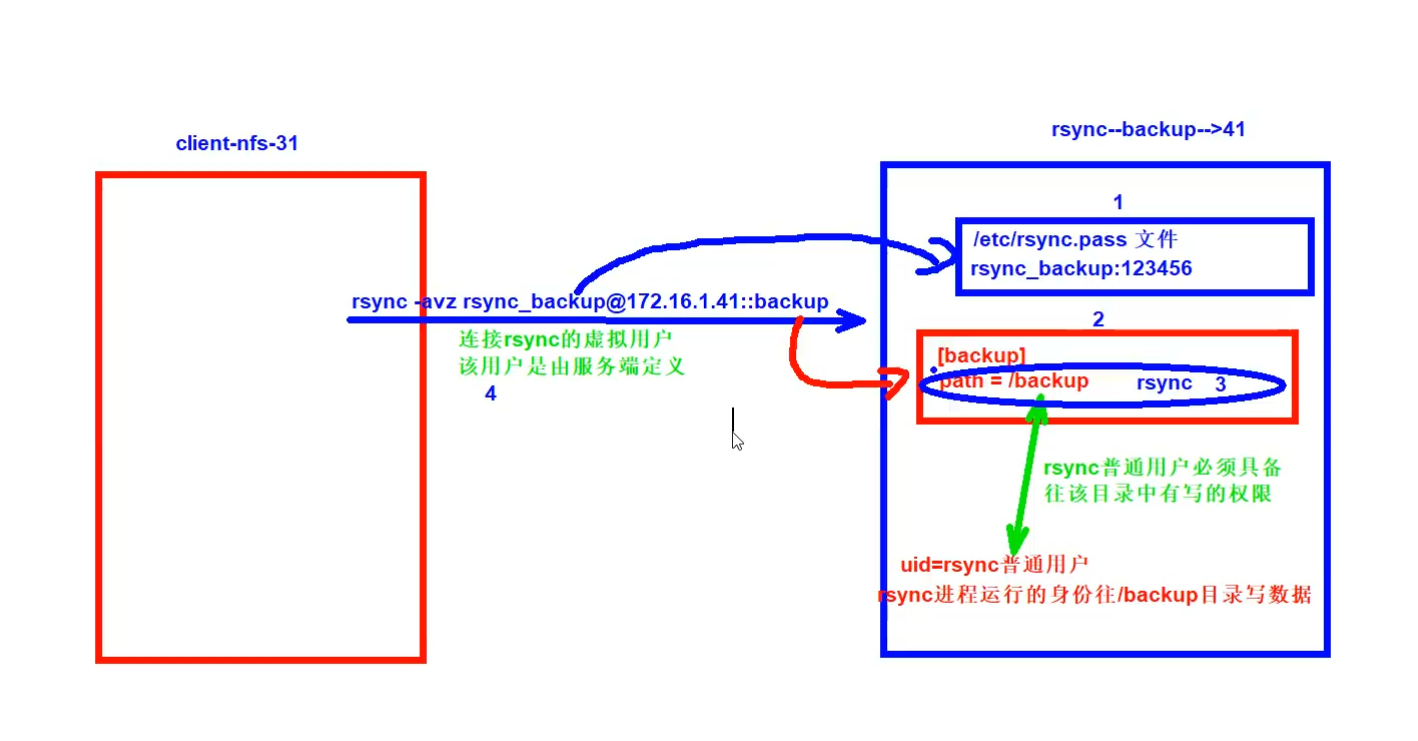 client-nfs-31
rsync--backup-->41
1
/etc/rsync.pass 文件
rsync_backup:123456
rsync -avz rsync_backup@172.16.1.41::backup
连接rsync的虚拟用户
该用户是由服务端定义
4
2
[backup]
path = /backup rsync 3
rsync普通用户必须具备
往该目录中有写的权限
uid=rsync普通用户
rsync进程运行的身份往/backup目录写数据